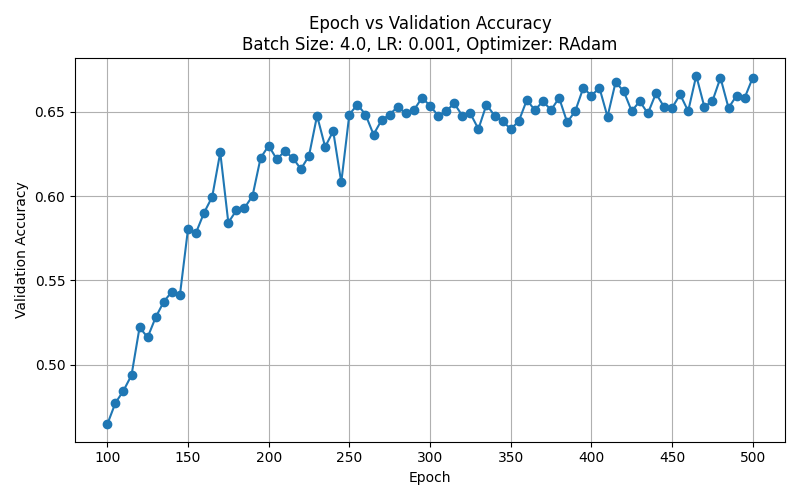 Epoch vs Validation Accuracy
Batch Size: 4.0, LR: 0.001, Optimizer: RAdam
Validation Accuracy
0.65
0.60
0.55
0.50
100 150 200 250 300 350 400 450 500
Epoch